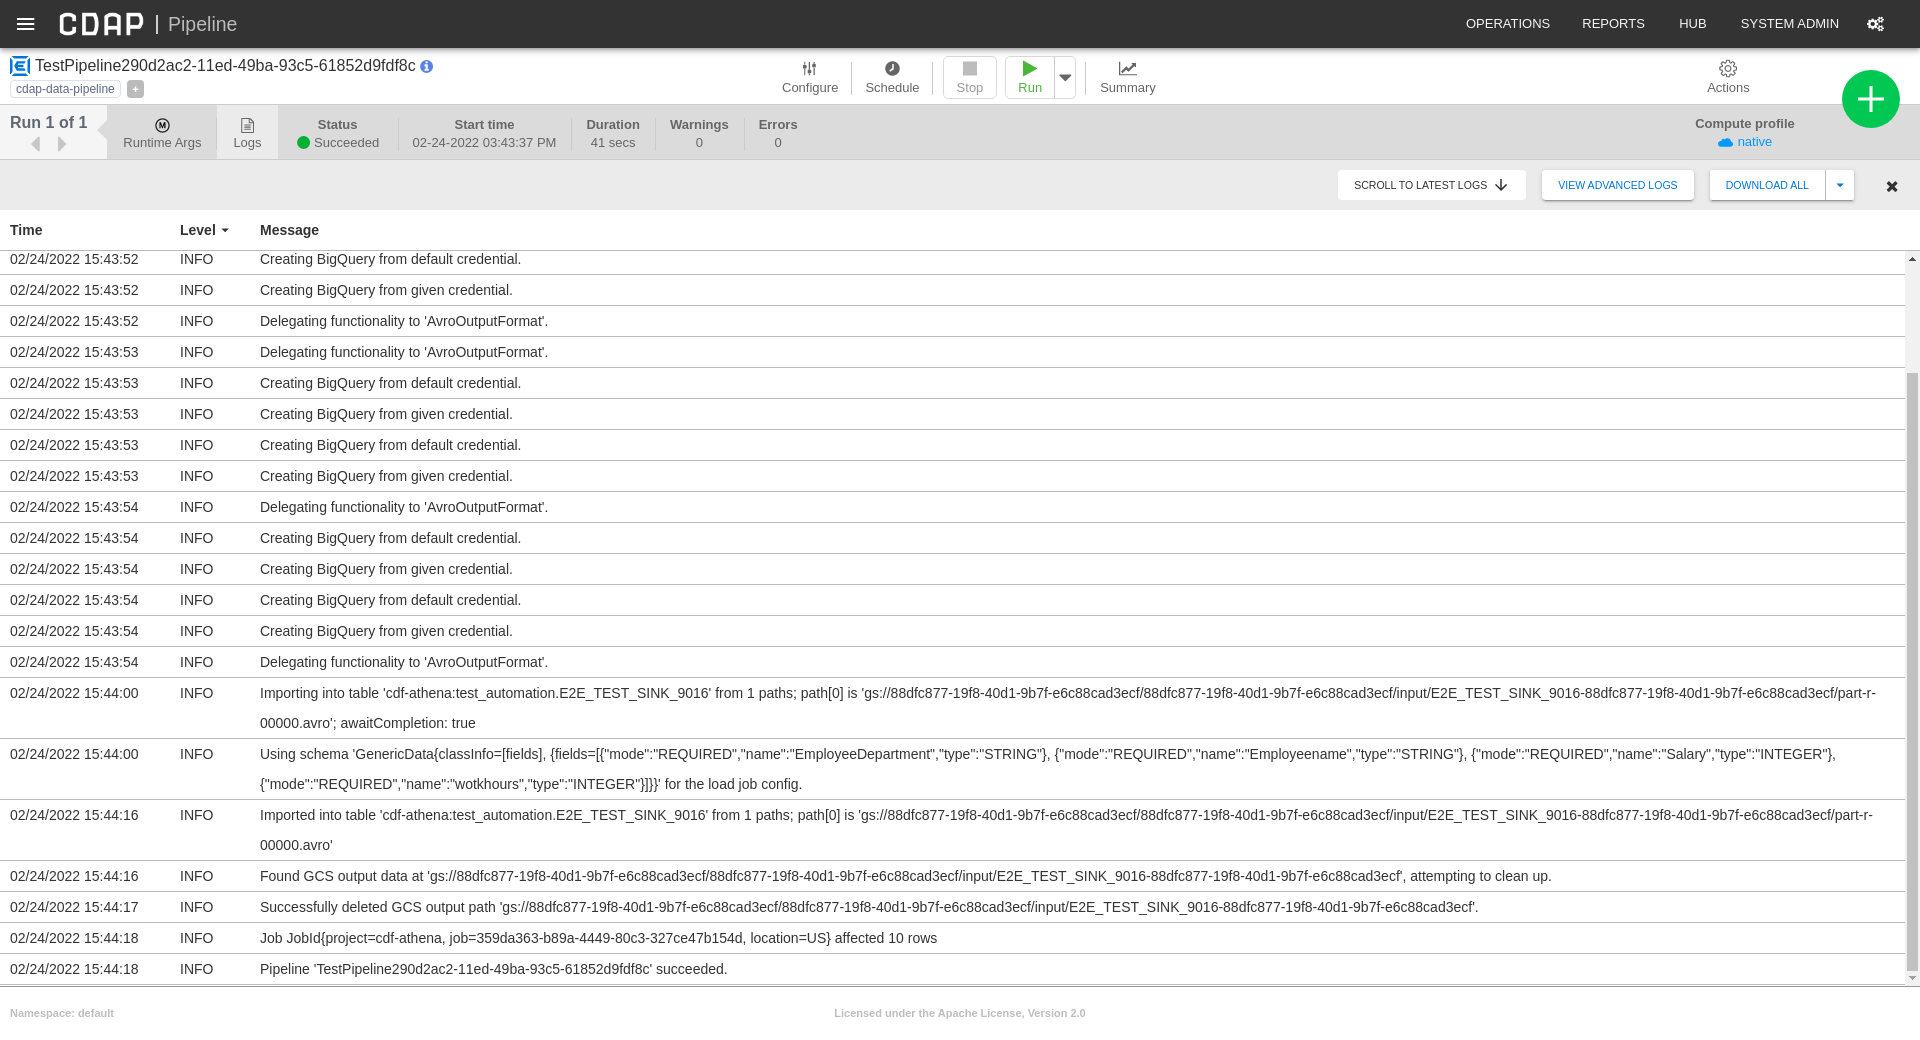 CDAP | Pipeline OPERATIONS REPORTS HUB SYSTEM ADMIN
TestPipeline290d2ac2-11ed-49ba-93c5-61852d9fdf8c
cdap-data-pipeline +
Configure Schedule Stop Run Summary Actions
Run 1 of 1
Runtime Args Logs
Status Start time Duration Warnings Errors Compute profile
Succeeded 02-24-2022 03:43:37 PM 41 secs 0 0 native
SCROLL TO LATEST LOGS VIEW ADVANCED LOGS DOWNLOAD ALL
Time Level Message
02/24/2022 15:43:52 INFO Creating BigQuery from default credential.
02/24/2022 15:43:52 INFO Creating BigQuery from given credential.
02/24/2022 15:43:52 INFO Delegating functionality to 'AvroOutputFormat'.
02/24/2022 15:43:53 INFO Delegating functionality to 'AvroOutputFormat'.
02/24/2022 15:43:53 INFO Creating BigQuery from default credential.
02/24/2022 15:43:53 INFO Creating BigQuery from given credential.
02/24/2022 15:43:53 INFO Creating BigQuery from default credential.
02/24/2022 15:43:53 INFO Creating BigQuery from given credential.
02/24/2022 15:43:54 INFO Delegating functionality to 'AvroOutputFormat'.
02/24/2022 15:43:54 INFO Creating BigQuery from default credential.
02/24/2022 15:43:54 INFO Creating BigQuery from given credential.
02/24/2022 15:43:54 INFO Creating BigQuery from default credential.
02/24/2022 15:43:54 INFO Creating BigQuery from given credential.
02/24/2022 15:43:54 INFO Delegating functionality to 'AvroOutputFormat'.
02/24/2022 15:44:00 INFO Importing into table 'cdf-athena:test_automation.E2E_TEST_SINK_9016' from 1 paths; path[0] is 'gs://88dfc877-19f8-40d1-9b7f-e6c88cad3ecf/88dfc877-19f8-40d1-9b7f-e6c88cad3ecf/input/E2E_TEST_SINK_9016-88dfc877-19f8-40d1-9b7f-e6c88cad3ecf/part-r-
00000.avro'; awaitCompletion: true
02/24/2022 15:44:00 INFO Using schema 'GenericData{classInfo=[fields], {fields=[{"mode":"REQUIRED","name":"EmployeeDepartment","type":"STRING"}, {"mode":"REQUIRED","name":"Employeename","type":"STRING"}, {"mode":"REQUIRED","name":"Salary","type":"INTEGER"},
{"mode":"REQUIRED","name":"wotkhours","type":"INTEGER"}]}}' for the load job config.
02/24/2022 15:44:16 INFO Imported into table 'cdf-athena:test_automation.E2E_TEST_SINK_9016' from 1 paths; path[0] is 'gs://88dfc877-19f8-40d1-9b7f-e6c88cad3ecf/88dfc877-19f8-40d1-9b7f-e6c88cad3ecf/input/E2E_TEST_SINK_9016-88dfc877-19f8-40d1-9b7f-e6c88cad3ecf/part-r-
00000.avro'
02/24/2022 15:44:16 INFO Found GCS output data at 'gs://88dfc877-19f8-40d1-9b7f-e6c88cad3ecf/88dfc877-19f8-40d1-9b7f-e6c88cad3ecf/input/E2E_TEST_SINK_9016-88dfc877-19f8-40d1-9b7f-e6c88cad3ecf', attempting to clean up.
02/24/2022 15:44:17 INFO Successfully deleted GCS output path 'gs://88dfc877-19f8-40d1-9b7f-e6c88cad3ecf/88dfc877-19f8-40d1-9b7f-e6c88cad3ecf/input/E2E_TEST_SINK_9016-88dfc877-19f8-40d1-9b7f-e6c88cad3ecf'.
02/24/2022 15:44:18 INFO Job JobId{project=cdf-athena, job=359da363-b89a-4449-80c3-327ce47b154d, location=US} affected 10 rows
02/24/2022 15:44:18 INFO Pipeline 'TestPipeline290d2ac2-11ed-49ba-93c5-61852d9fdf8c' succeeded.
Namespace: default Licensed under the Apache License, Version 2.0